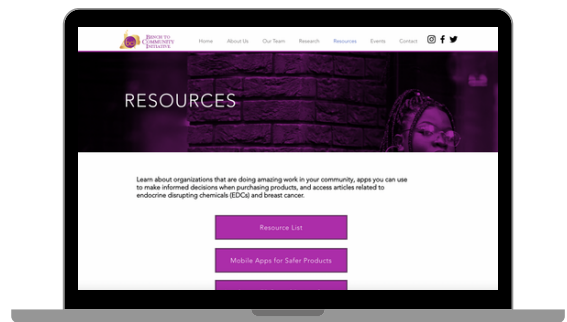 BENCH TO
COMMUNITY
INITIATIVE
Home About Us Our Team Research Resources Events Contact
RESOURCES
Learn about organizations that are doing amazing work in your community, apps you can use
to make informed decisions when purchasing products, and access articles related to
endocrine disrupting chemicals (EDCs) and breast cancer.
Resource List
Mobile Apps for Safer Products